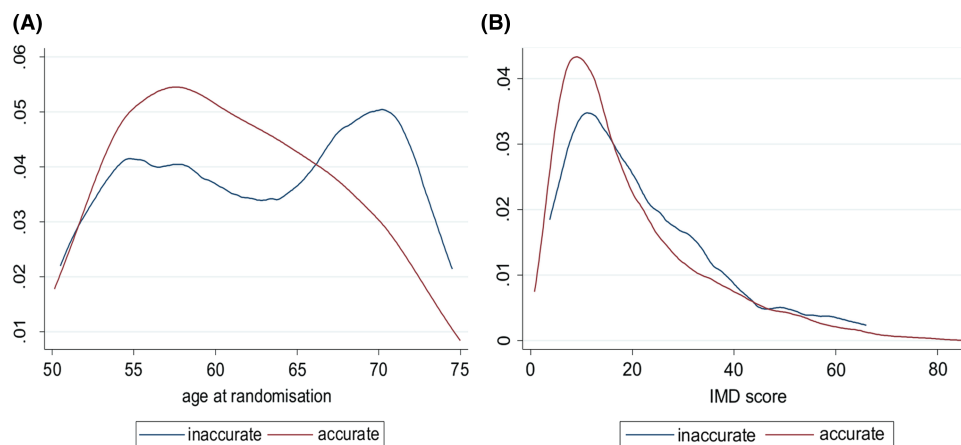 (A)
.06
.05
.04
.03
.02
.01
50 55 60 65 70 75
age at randomisation
inaccurate accurate
(B)
.04
.03
.02
.01
0
0 20 40 60 80
IMD score
inaccurate accurate